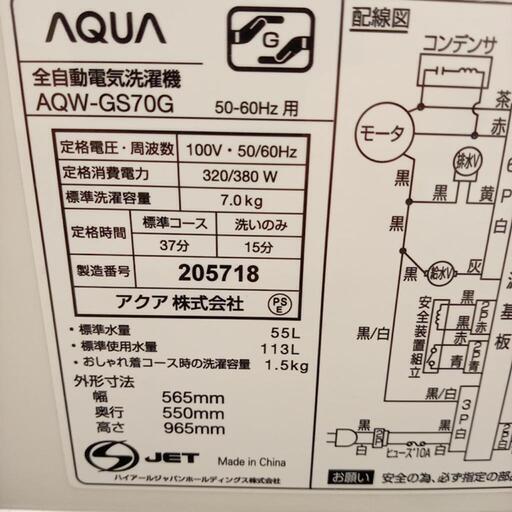 AQUA
G
全自動電気洗濯機
AQW-GS70G 50-60Hz 用
定格電圧・周波数 100V・50/60Hz
定格消費電力 320/380 W
標準洗濯容量 7.0kg
定格時間 標準コース 洗いのみ
37分 15分
製造番号 205718
アクア 株式会社 PSE
・標準水量 55L
・標準使用水量 113L
・おしゃれ着コース時の洗濯容量 1.5kg
外形寸法
幅 565mm
奥行 550mm
高さ 965mm
S JET Made in China
ハイアールジャパンホールディングス株式会社
配線図
コンデンサ
茶
赤
モータ
黒
排水V
黒 黄
6
P
白
黒
給水V
灰
黒/白
安全装置組立
赤
青 青
基
板
黒/白
黒 黒
3P
白
ヒューズ10A
白
お願い 安全の為、必ず指定の部